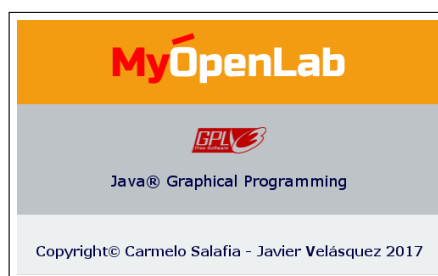 MyOpenLab
GPLv3
Free Software
Java® Graphical Programming
Copyright© Carmelo Salafia - Javier Velásquez 2017